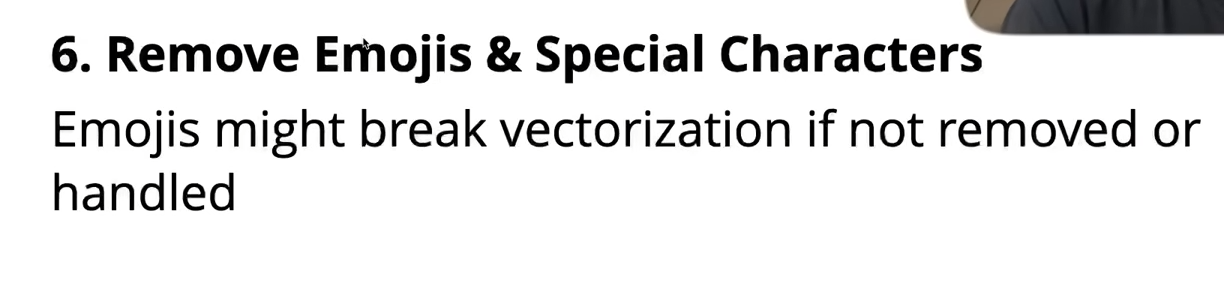 6. Remove Emojis & Special Characters
Emojis might break vectorization if not removed or
handled